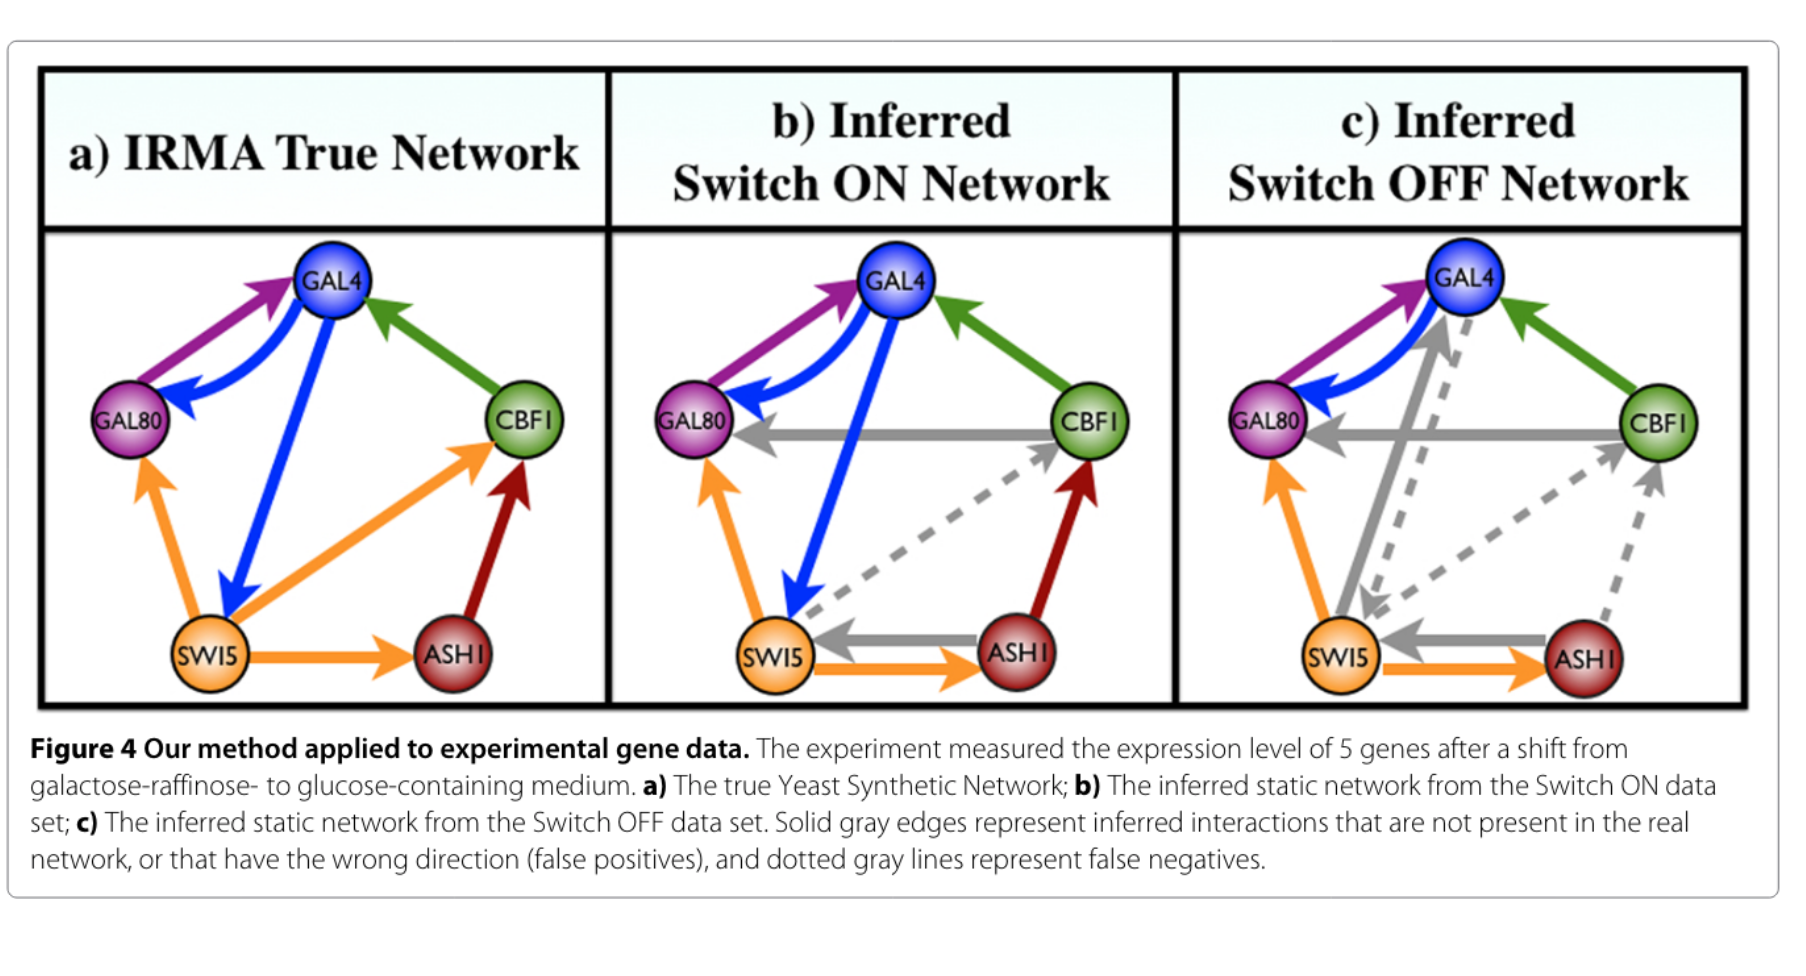 a) IRMA True Network
b) Inferred
Switch ON Network
c) Inferred
Switch OFF Network
GAL4
GAL80
CBF1
SWI5
ASH1
GAL4
GAL80
CBF1
SWI5
ASH1
GAL4
GAL80
CBF1
SWI5
ASH1
Figure 4 Our method applied to experimental gene data. The experiment measured the expression level of 5 genes after a shift from
galactose-raffinose- to glucose-containing medium. a) The true Yeast Synthetic Network; b) The inferred static network from the Switch ON data
set; c) The inferred static network from the Switch OFF data set. Solid gray edges represent inferred interactions that are not present in the real
network, or that have the wrong direction (false positives), and dotted gray lines represent false negatives.